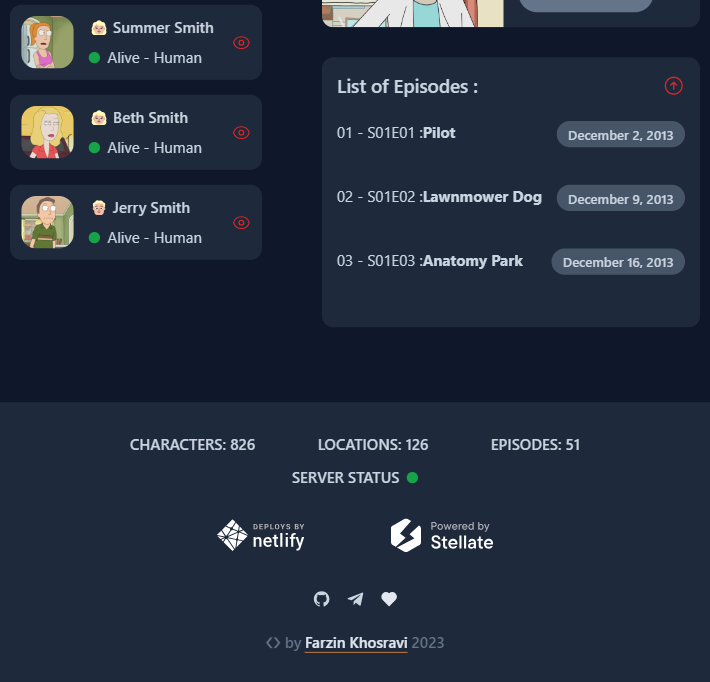 Summer Smith
Alive - Human
Beth Smith
Alive - Human
Jerry Smith
Alive - Human
List of Episodes :
01 - S01E01 :Pilot
December 2, 2013
02 - S01E02 :Lawnmower Dog
December 9, 2013
03 - S01E03 :Anatomy Park
December 16, 2013
CHARACTERS: 826
LOCATIONS: 126
EPISODES: 51
SERVER STATUS
DEPLOYS BY
netlify
Powered by
Stellate
<> by Farzin Khosravi 2023